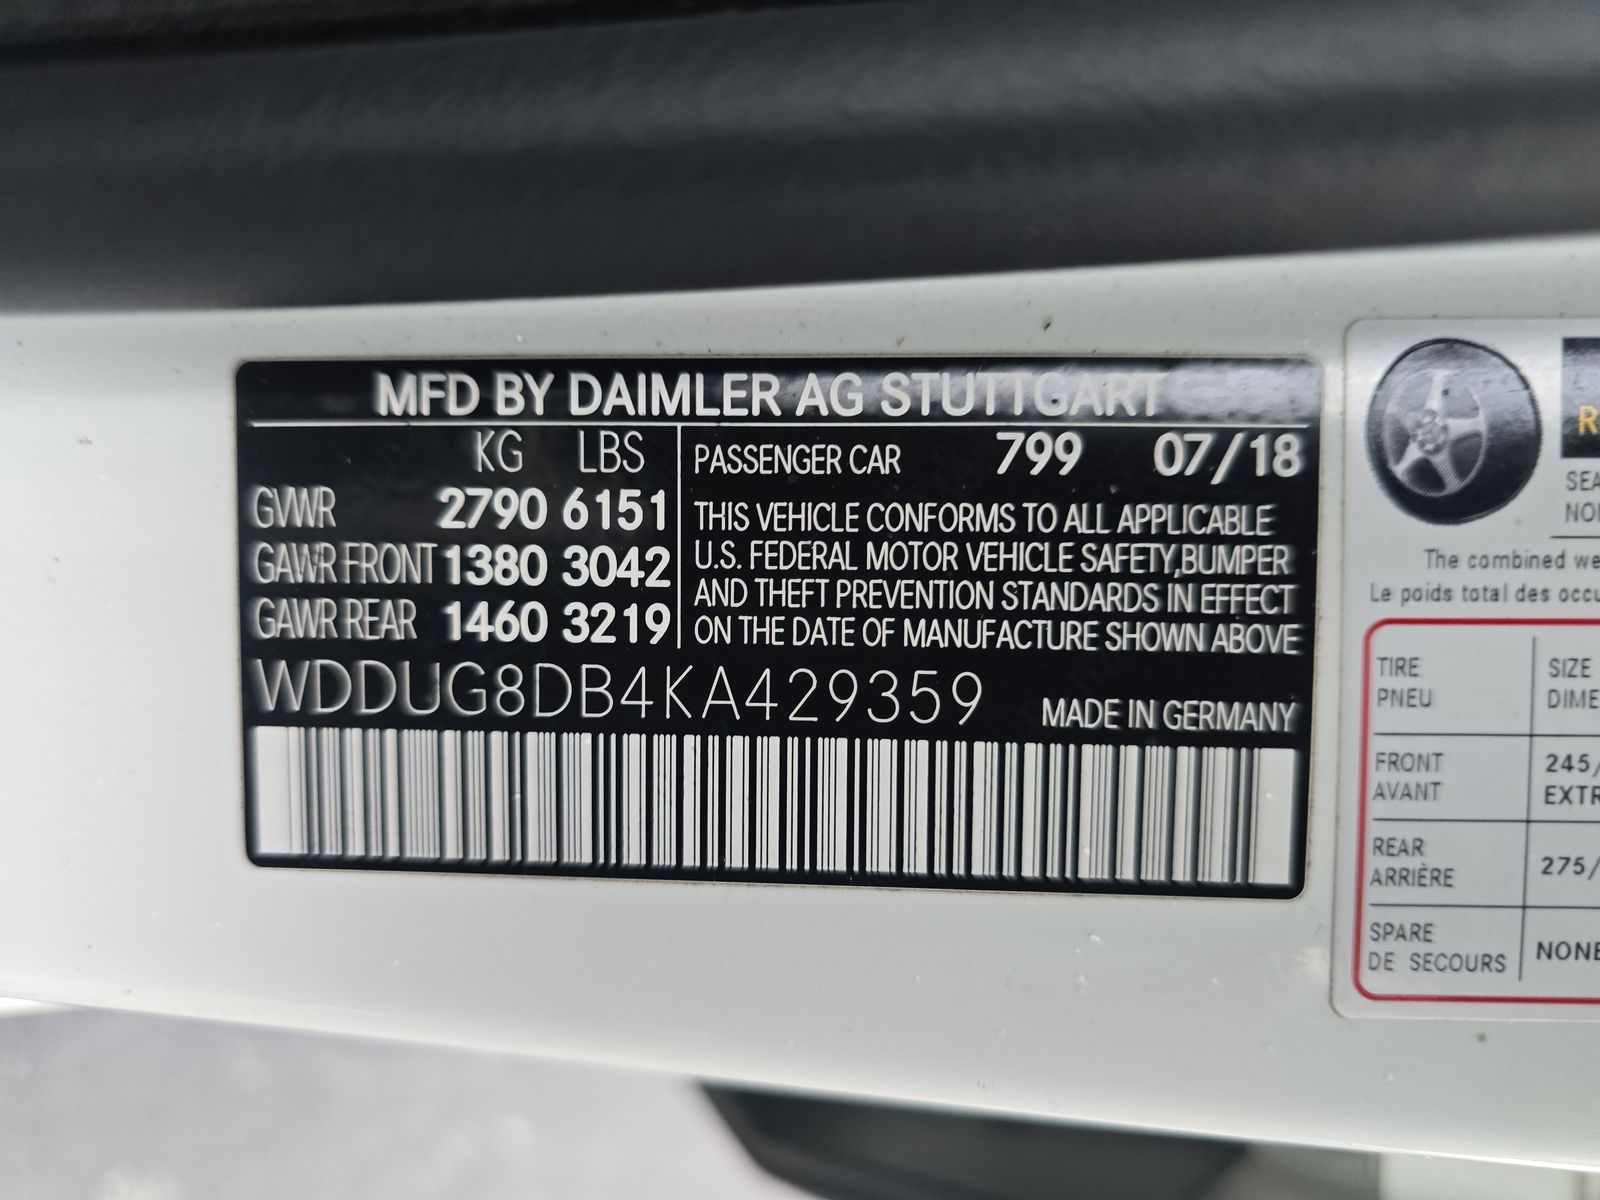 MFD BY DAIMLER AG STUTTGART
KG LBS
GVWR 2790 6151
GAWR FRONT 1380 3042
GAWR REAR 1460 3219
PASSENGER CAR 799 07/18
THIS VEHICLE CONFORMS TO ALL APPLICABLE
U.S. FEDERAL MOTOR VEHICLE SAFETY,BUMPER
AND THEFT PREVENTION STANDARDS IN EFFECT
ON THE DATE OF MANUFACTURE SHOWN ABOVE
WDDUG8DB4KA429359 MADE IN GERMANY
The combined
Le poids total des
TIRE SIZE
PNEU
FRONT 245/
AVANT
REAR 275/
ARRIÈRE
SPARE NONE
DE SECOURS